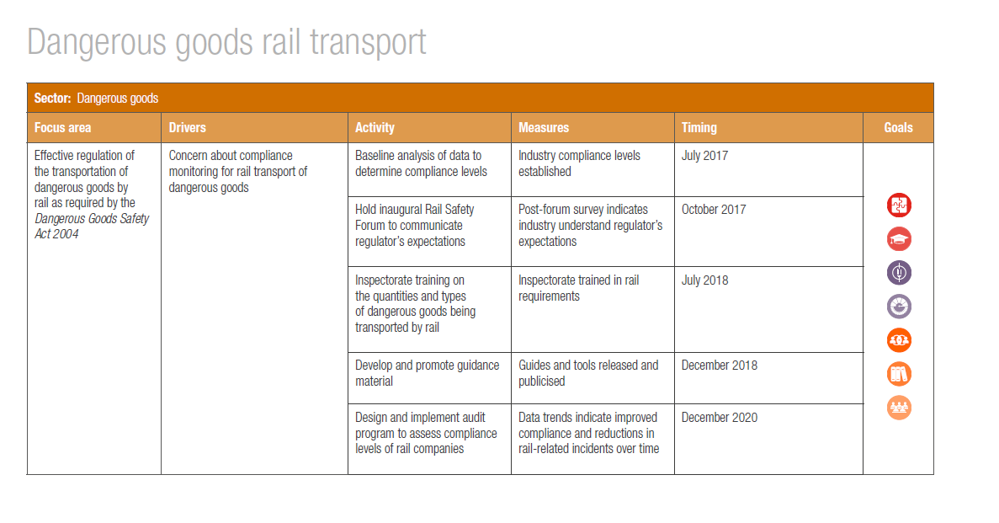 Dangerous goods rail transport
Sector: Dangerous goods
Focus area
Drivers
Activity
Measures
Timing
Goals
Effective regulation of
the transportation of
dangerous goods by
rail as required by the
Dangerous Goods Safety
Act 2004
Concern about compliance
monitoring for rail transport of
dangerous goods
Baseline analysis of data to
determine compliance levels
Industry compliance levels
established
July 2017
Hold inaugural Rail Safety
Forum to communicate
regulator’s expectations
Post-forum survey indicates
industry understand regulator’s
expectations
October 2017
Inspectorate training on
the quantities and types
of dangerous goods being
transported by rail
Inspectorate trained in rail
requirements
July 2018
Develop and promote guidance
material
Guides and tools released and
publicised
December 2018
Design and implement audit
program to assess compliance
levels of rail companies
Data trends indicate improved
compliance and reductions in
rail-related incidents over time
December 2020